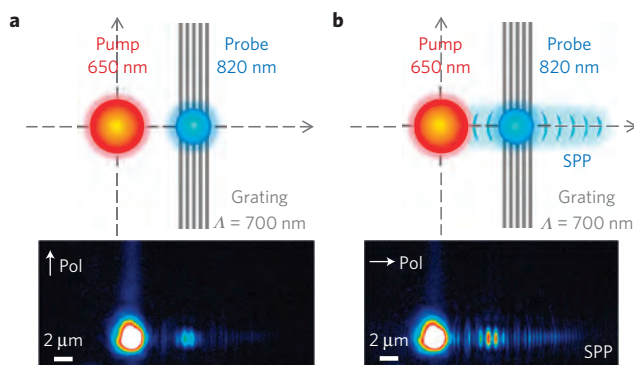 a
Pump
650 nm
Probe
820 nm
Grating
Λ = 700 nm
Pol
2 µm
b
Pump
650 nm
Probe
820 nm
SPP
Grating
Λ = 700 nm
Pol
2 µm
SPP